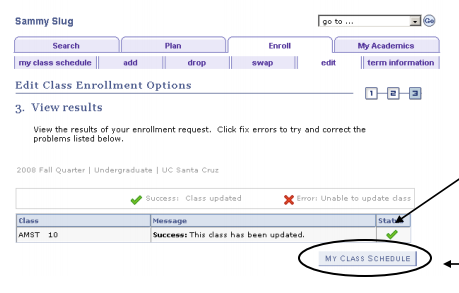 Sammy Slug
go to ... Go
Search Plan Enroll My Academics
my class schedule add drop swap edit term information
Edit Class Enrollment Options
1 2 3
3. View results
View the results of your enrollment request. Click fix errors to try and correct the
problems listed below.
2008 Fall Quarter | Undergraduate | UC Santa Cruz
Success: Class updated Error: Unable to update class
Class Message Status
AMST 10 Success: This class has been updated.
MY CLASS SCHEDULE